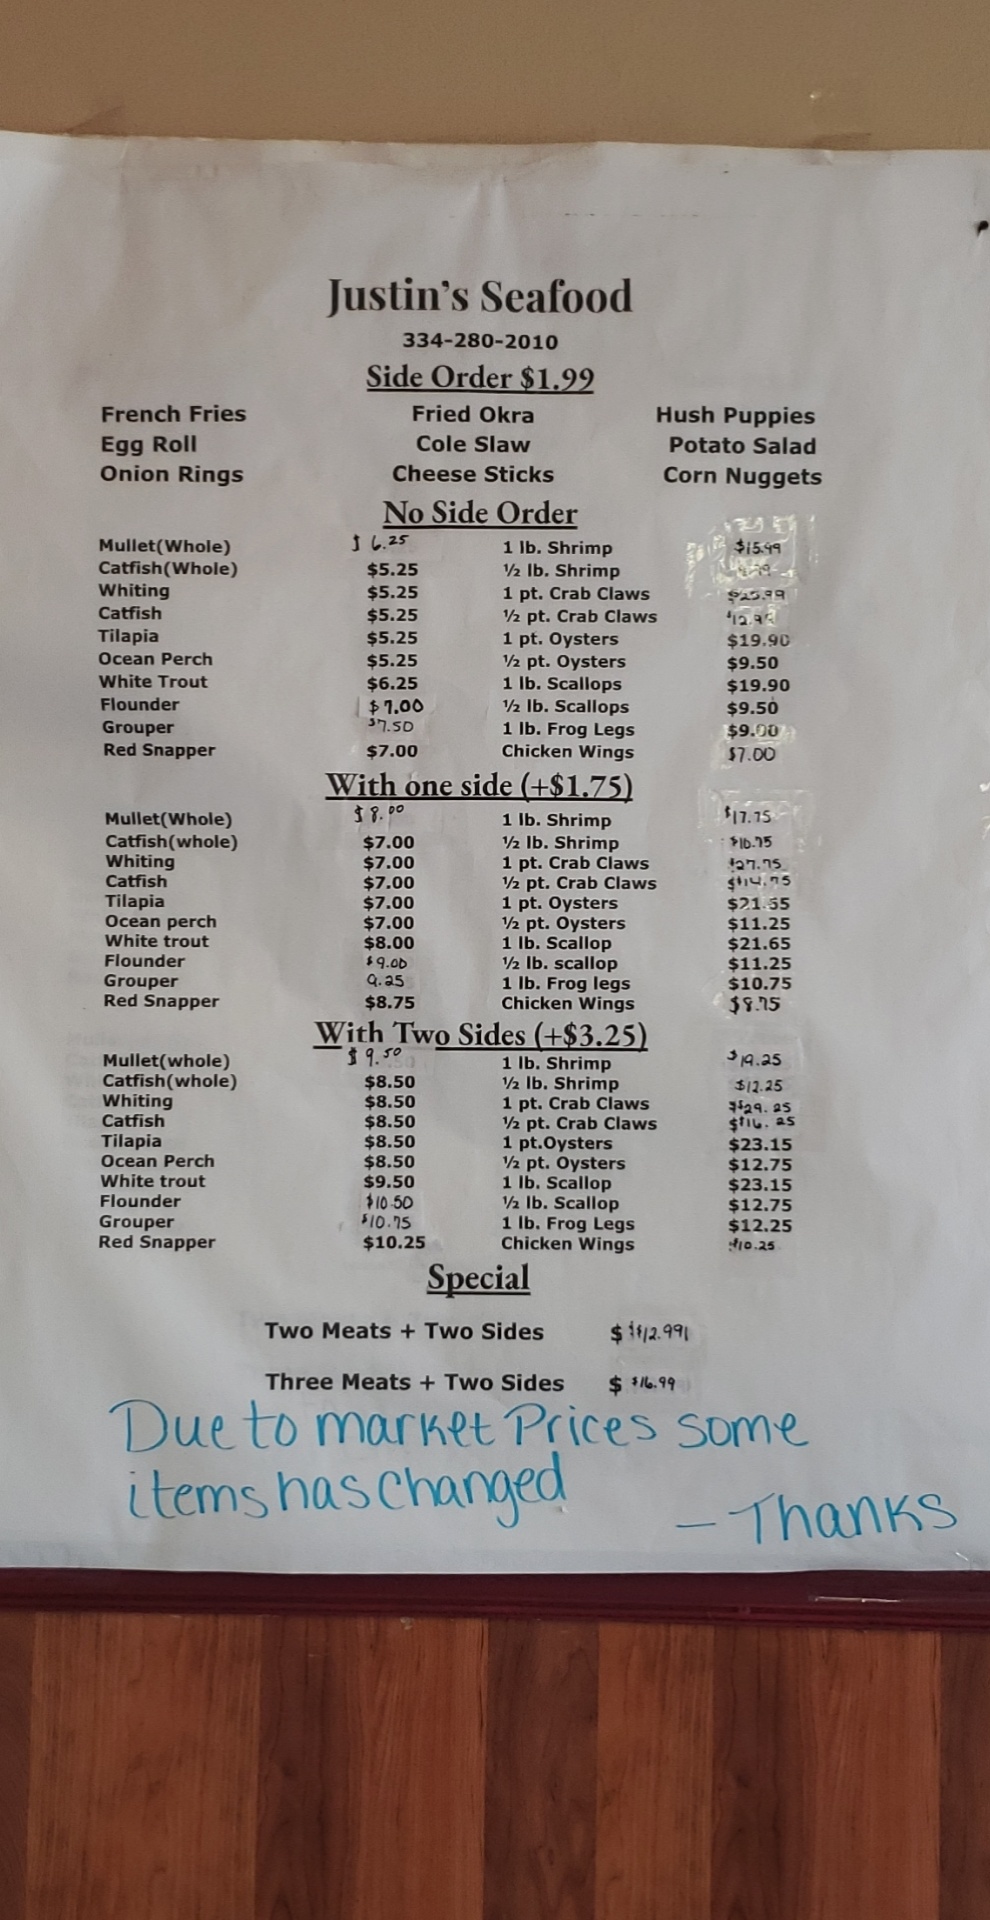 Justin's Seafood
334-280-2010
Side Order $1.99
French Fries Fried Okra Hush Puppies
Egg Roll Cole Slaw Potato Salad
Onion Rings Cheese Sticks Corn Nuggets
No Side Order
Mullet(Whole) $6.25 1 lb. Shrimp $15.99
Catfish(Whole) $5.25 ½ lb. Shrimp
Whiting $5.25 1 pt. Crab Claws $25.99
Catfish $5.25 ½ pt. Crab Claws $12.99
Tilapia $5.25 1 pt. Oysters $19.90
Ocean Perch $5.25 ½ pt. Oysters $9.50
White Trout $6.25 1 lb. Scallops $19.90
Flounder $7.00 ½ lb. Scallops $9.50
Grouper $7.50 1 lb. Frog Legs $9.00
Red Snapper $7.00 Chicken Wings $7.00
With one side (+$1.75)
Mullet(Whole) $8.00 1 lb. Shrimp $17.75
Catfish(whole) $7.00 ½ lb. Shrimp $10.75
Whiting $7.00 1 pt. Crab Claws $27.75
Catfish $7.00 ½ pt. Crab Claws $14.75
Tilapia $7.00 1 pt. Oysters
Ocean perch $7.00 ½ pt. Oysters $11.25
White trout $8.00 1 lb. Scallop $21.65
Flounder $9.00 ½ lb. scallop $11.25
Grouper 9.25 1 lb. Frog legs $10.75
Red Snapper $8.75 Chicken Wings $8.75
With Two Sides (+$3.25)
Mullet(whole) $9.50 1 lb. Shrimp $19.25
Catfish(whole) $8.50 ½ lb. Shrimp $12.25
Whiting $8.50 1 pt. Crab Claws $29.25
Catfish $8.50 ½ pt. Crab Claws $16.25
Tilapia $8.50 1 pt.Oysters $23.15
Ocean Perch $8.50 ½ pt. Oysters $12.75
White trout $9.50 1 lb. Scallop $23.15
Flounder $10.50 ½ lb. Scallop $12.75
Grouper $10.75 1 lb. Frog Legs $12.25
Red Snapper $10.25 Chicken Wings $10.25
Special
Two Meats + Two Sides $12.99
Three Meats + Two Sides $ $16.99
Due to market Prices some
items has changed
- Thanks